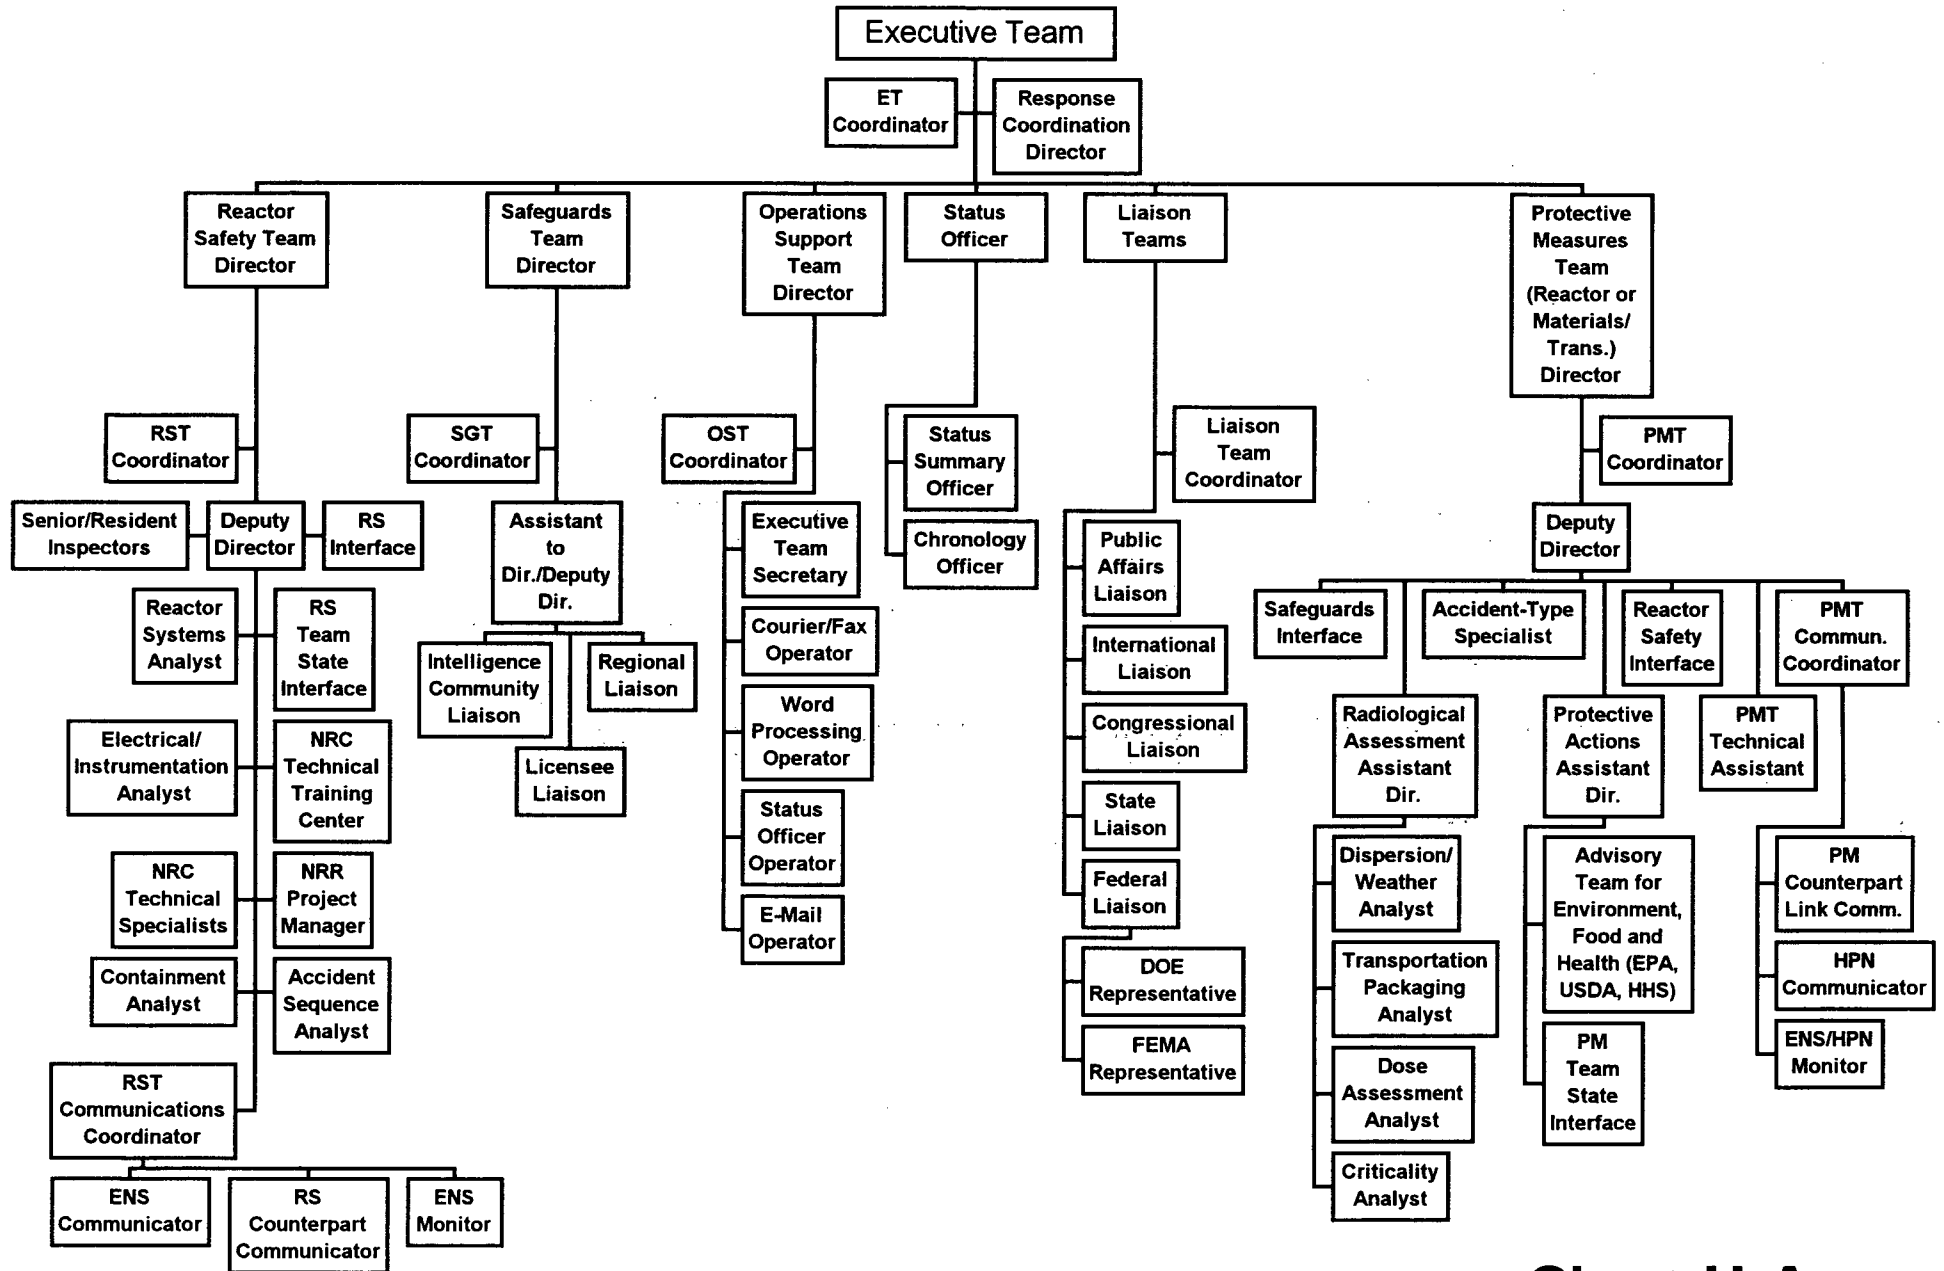 Executive Team
ET
Coordinator
Response
Coordination
Director
Reactor
Safety Team
Director
Safeguards
Team
Director
Operations
Support
Team
Director
Status
Officer
Liaison
Teams
Protective
Measures
Team
(Reactor or
Materials/
Trans.)
Director
RST
Coordinator
Senior/Resident
Inspectors
Deputy
Director
RS
Interface
Reactor
Systems
Analyst
RS
Team
State
Interface
Electrical/
Instrumentation
Analyst
NRC
Technical
Training
Center
NRC
Technical
Specialists
NRR
Project
Manager
Containment
Analyst
Accident
Sequence
Analyst
RST
Communications
Coordinator
ENS
Communicator
RS
Counterpart
Communicator
ENS
Monitor
SGT
Coordinator
Assistant
to
Dir./Deputy
Dir.
Intelligence
Community
Liaison
Regional
Liaison
Licensee
Liaison
OST
Coordinator
Executive
Team
Secretary
Courier/Fax
Operator
Word
Processing
Operator
Status
Officer
Operator
E-Mail
Operator
Status
Summary
Officer
Chronology
Officer
Liaison
Team
Coordinator
Public
Affairs
Liaison
International
Liaison
Congressional
Liaison
State
Liaison
Federal
Liaison
DOE
Representative
FEMA
Representative
PMT
Coordinator
Deputy
Director
Safeguards
Interface
Accident-Type
Specialist
Reactor
Safety
Interface
PMT
Commun.
Coordinator
Radiological
Assessment
Assistant
Dir.
Protective
Actions
Assistant
Dir.
PMT
Technical
Assistant
Dispersion/
Weather
Analyst
Transportation
Packaging
Analyst
Dose
Assessment
Analyst
Criticality
Analyst
Advisory
Team for
Environment,
Food and
Health (EPA,
USDA, HHS)
PM
Team
State
Interface
PM
Counterpart
Link Comm.
HPN
Communicator
ENS/HPN
Monitor